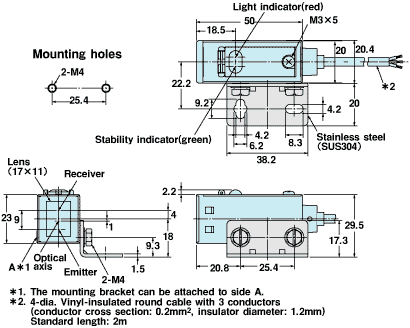 Light indicator(red)
50
M3×5
18.5
Mounting holes
2-M4
25.4
20
20.4
*2
22.2
9.2
4.2
20
Stability indicator(green)
4.2
6.2
8.3
38.2
Stainless steel
(SUS304)
Lens
(17×11)
Receiver
2.2
23
9
4
1
18
9.3
1.5
A*1
Optical
axis
Emitter
2-M4
29.5
17.3
20.8
25.4
*1. The mounting bracket can be attached to side A.
*2. 4-dia. Vinyl-insulated round cable with 3 conductors
(conductor cross section: 0.2mm², insulator diameter: 1.2mm)
Standard length: 2m